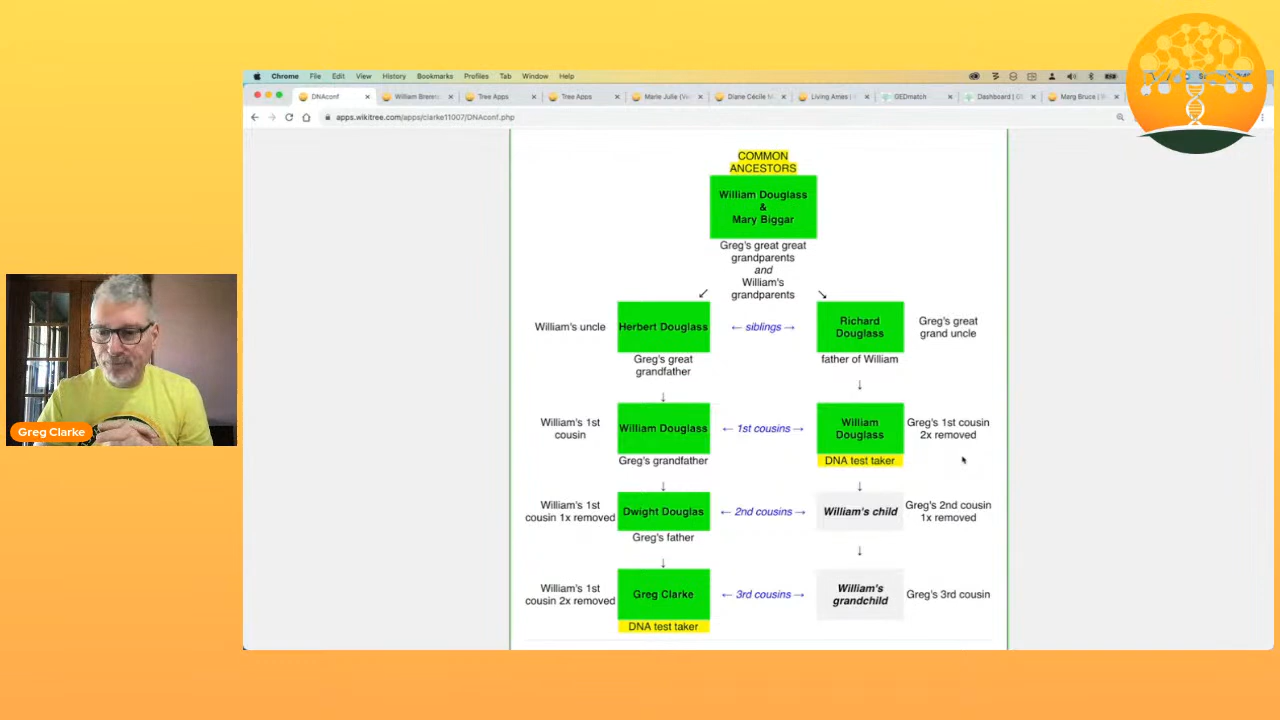 Chrome File Edit View History Bookmarks Profiles Tab Window Help
DNAconf
Tree Apps
Tree Apps
GEDmatch
apps.wikitree.com/apps/clarke11007/DNAconf.php
COMMON
ANCESTORS
William Douglass
&
Mary Biggar
Greg's great great
grandparents
and
William's
grandparents
↙ ↘
William's uncle
Herbert Douglass
← siblings →
Richard
Douglass
Greg's great
grand uncle
Greg's great
grandfather
father of William
↓ ↓
William's 1st
cousin
William Douglass
← 1st cousins →
William
Douglass
Greg's 1st cousin
2x removed
Greg's grandfather
DNA test taker
↓ ↓
William's 1st
cousin 1x removed
Dwight Douglas
← 2nd cousins →
William's child
Greg's 2nd cousin
1x removed
Greg's father
↓ ↓
William's 1st
cousin 2x removed
Greg Clarke
← 3rd cousins →
William's
grandchild
Greg's 3rd cousin
DNA test taker
Greg Clarke